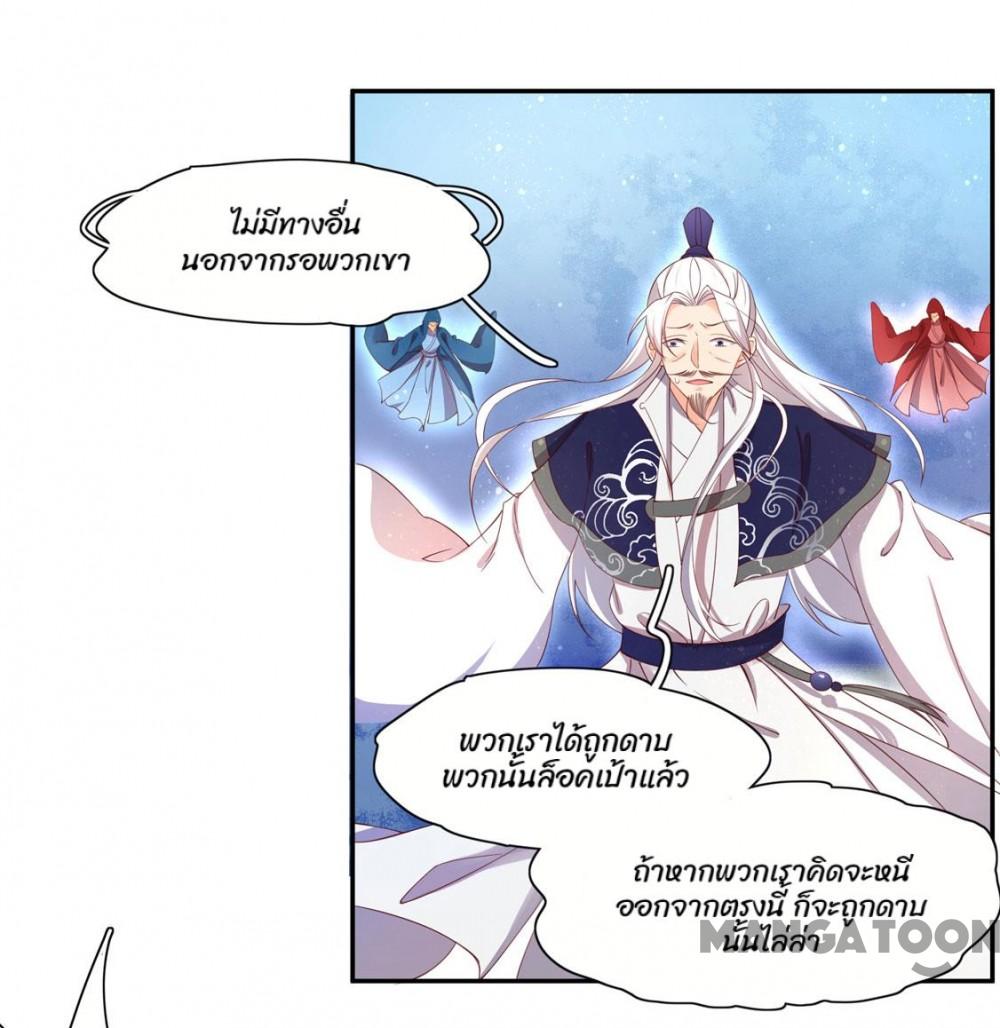 ไม่มีทางอื่น
นอกจากรอพวกเขา
พวกเราได้ถูกดาบ
พวกนั้นล็อคเป้าแล้ว
ถ้าหากพวกเราคิดจะหนี
ออกจากตรงนี้ ก็จะถูกดาบ
นั้นไล่ล่า
MANGATOON